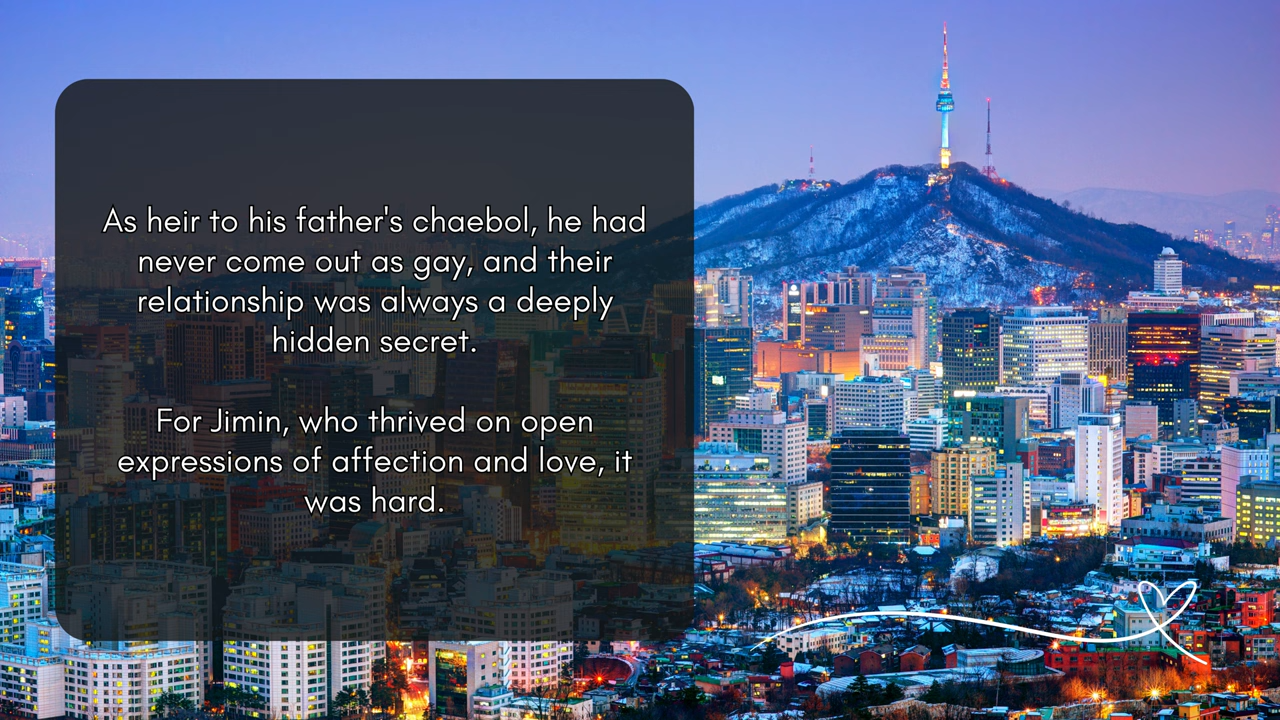 As heir to his father's chaebol, he had
never come out as gay, and their
relationship was always a deeply
hidden secret.
For Jimin, who thrived on open
expressions of affection and love, it
was hard.